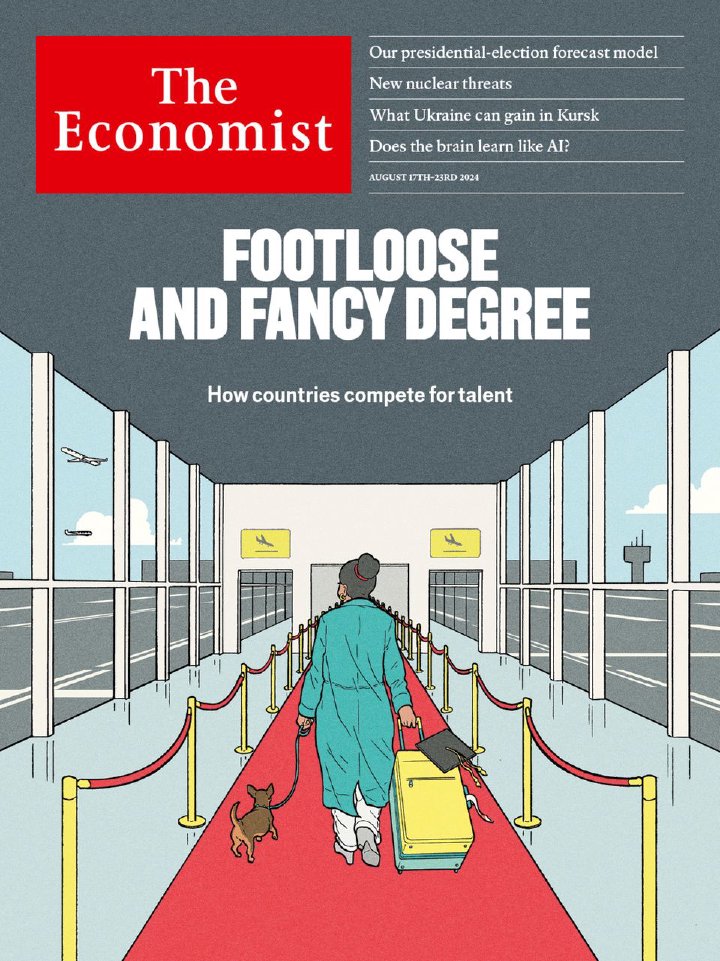 The
Economist
Our presidential-election forecast model
New nuclear threats
What Ukraine can gain in Kursk
Does the brain learn like AI?
AUGUST 17TH–23RD 2024
FOOTLOOSE
AND FANCY DEGREE
How countries compete for talent